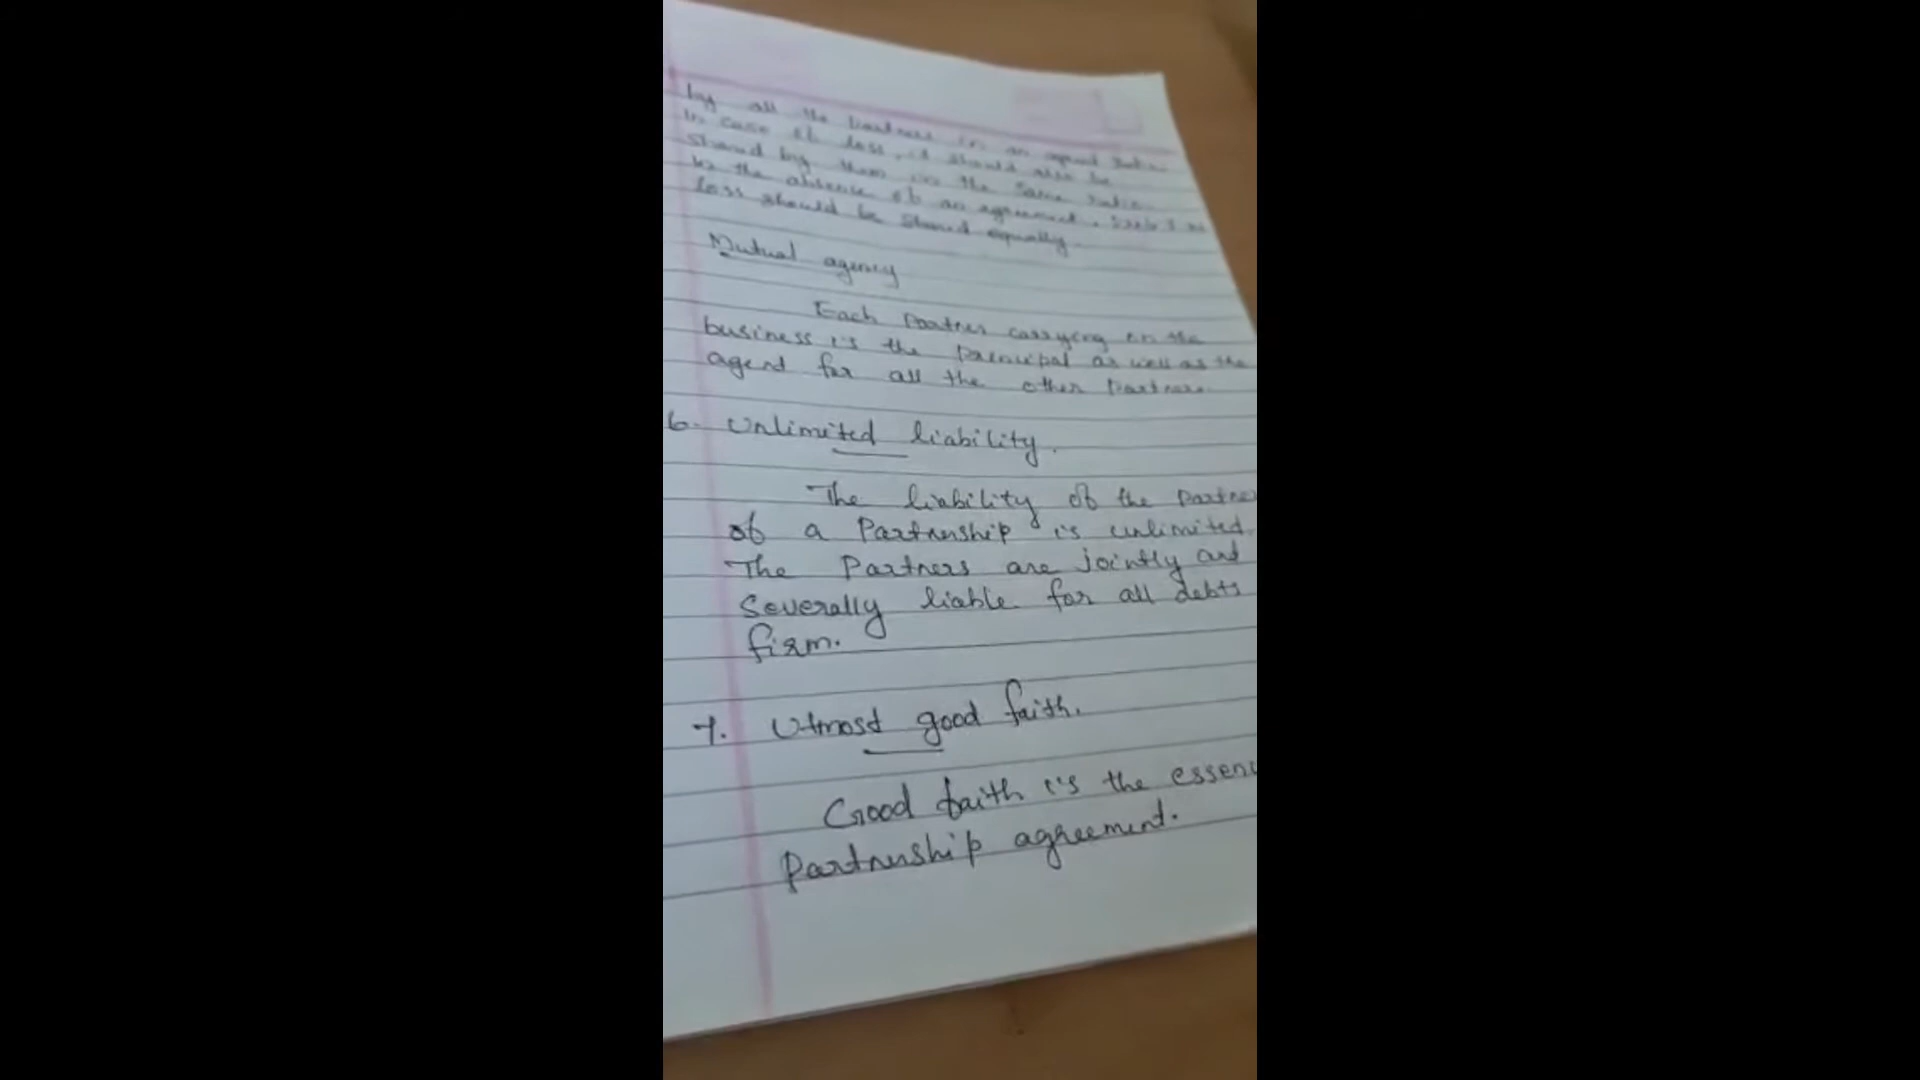 by all the Partners in an agreed ratio.
In case of loss, it should also be
shared by them in the same ratio.
In the absence of an agreement,
loss should be shared equally.
Mutual agency
Each Partner carrying on the
business is the Principal as well as the
agent for all the other Partners.
6. Unlimited liability.
The liability of the Partne
of a Partnership is unlimited.
The Partners are jointly and
Severally liable for all debts
firm.
7. Utmost good faith.
Good faith is the essenc
Partnership agreement.